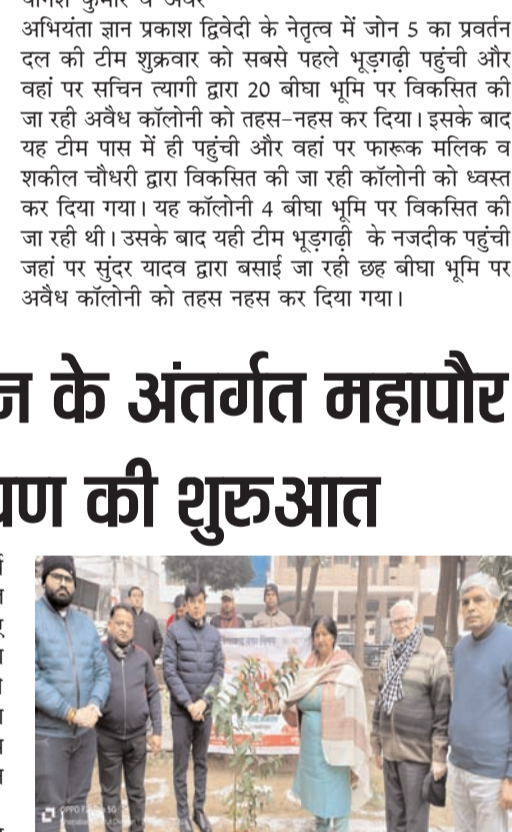 अभियंता ज्ञान प्रकाश द्विवेदी के नेतृत्व में जोन 5 का प्रवर्तन
दल की टीम शुक्रवार को सबसे पहले भूड़गढ़ी पहुंची और
वहां पर सचिन त्यागी द्वारा 20 बीघा भूमि पर विकसित की
जा रही अवैध कॉलोनी को तहस-नहस कर दिया। इसके बाद
यह टीम पास में ही पहुंची और वहां पर फारूक मलिक व
शकील चौधरी द्वारा विकसित की जा रही कॉलोनी को ध्वस्त
कर दिया गया। यह कॉलोनी 4 बीघा भूमि पर विकसित की
जा रही थी। उसके बाद यही टीम भूड़गढ़ी के नजदीक पहुंची
जहां पर सुंदर यादव द्वारा बसाई जा रही छह बीघा भूमि पर
अवैध कॉलोनी को तहस नहस कर दिया गया।
न के अंतर्गत महापौर
पण की शुरुआत
OPPO F